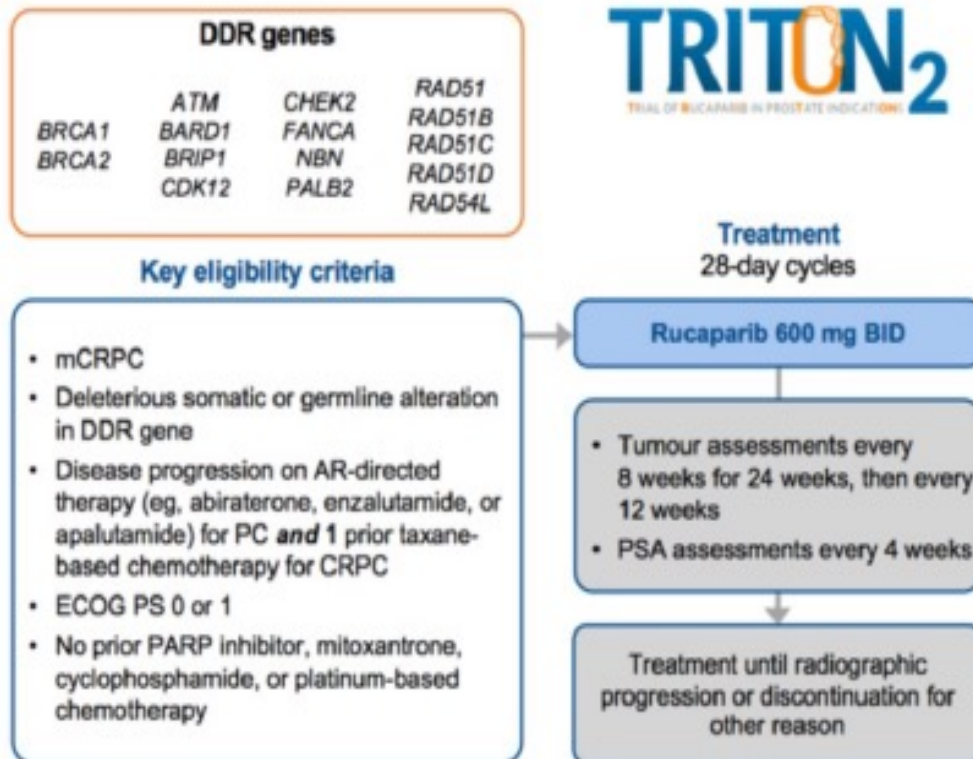 DDR genes
BRCA1
BRCA2
ATM
BARD1
BRIP1
CDK12
CHEK2
FANCA
NBN
PALB2
RAD51
RAD51B
RAD51C
RAD51D
RAD54L
TRITON2
TRIAL OF RUCAPARIB IN PROSTATE INDICATIONS
Key eligibility criteria
• mCRPC
• Deleterious somatic or germline alteration
in DDR gene
• Disease progression on AR-directed
therapy (eg, abiraterone, enzalutamide, or
apalutamide) for PC and 1 prior taxane-
based chemotherapy for CRPC
• ECOG PS 0 or 1
• No prior PARP inhibitor, mitoxantrone,
cyclophosphamide, or platinum-based
chemotherapy
Treatment
28-day cycles
Rucaparib 600 mg BID
• Tumour assessments every
8 weeks for 24 weeks, then every
12 weeks
• PSA assessments every 4 weeks
Treatment until radiographic
progression or discontinuation for
other reason